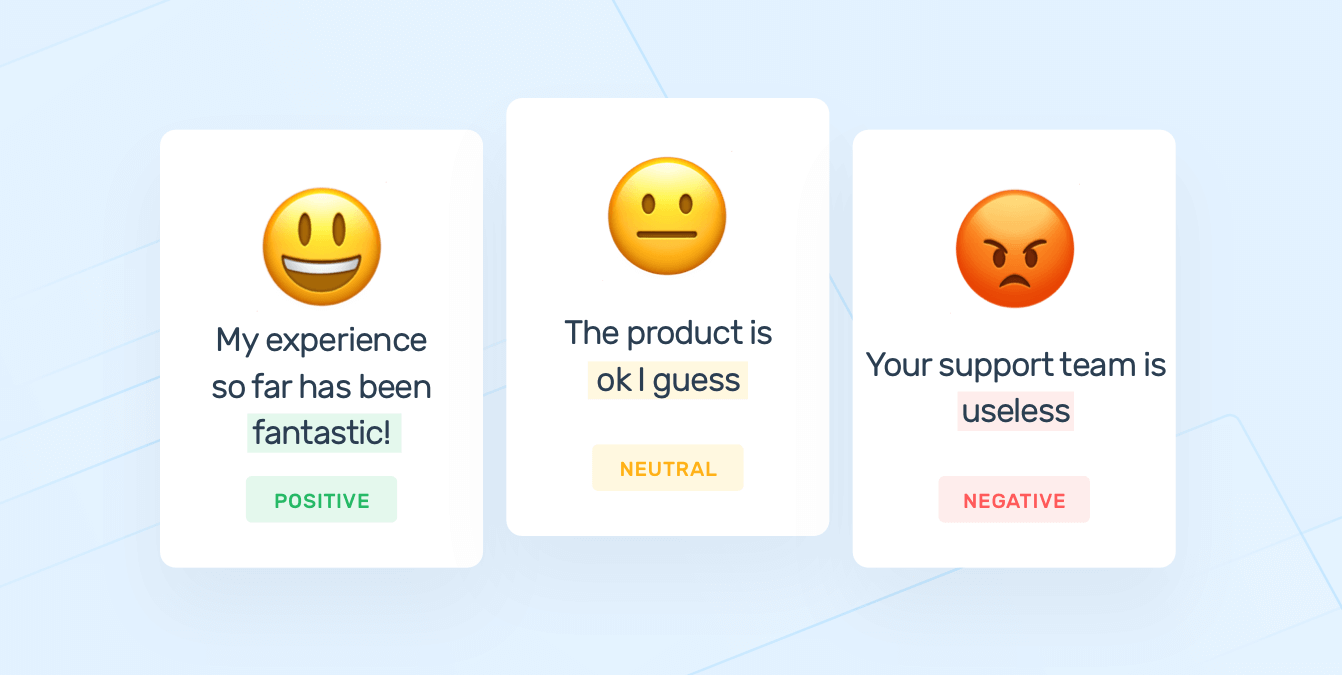 My experience
so far has been
fantastic!
POSITIVE
The product is
ok I guess
NEUTRAL
Your support team is
useless
NEGATIVE